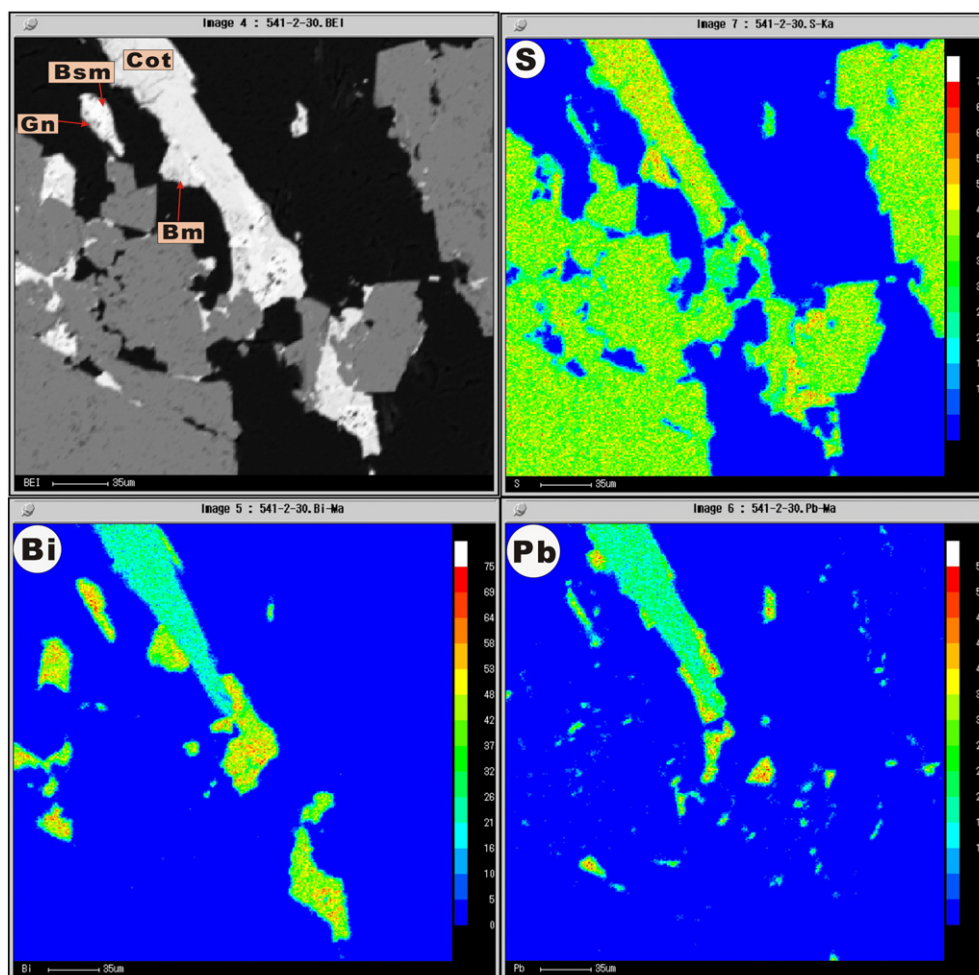 Image 4 : 541-2-30.BEI
Cot
Bsm
Gn
Bm
BEI 35um
Image 7 : 541-2-30.S-Ka
S
S 35um
Image 5 : 541-2-30.Bi-Ma
Bi
75
69
64
58
53
48
42
37
32
26
21
16
10
5
0
Bi 35um
Image 6 : 541-2-30.Pb-Ma
Pb
Pb 35um